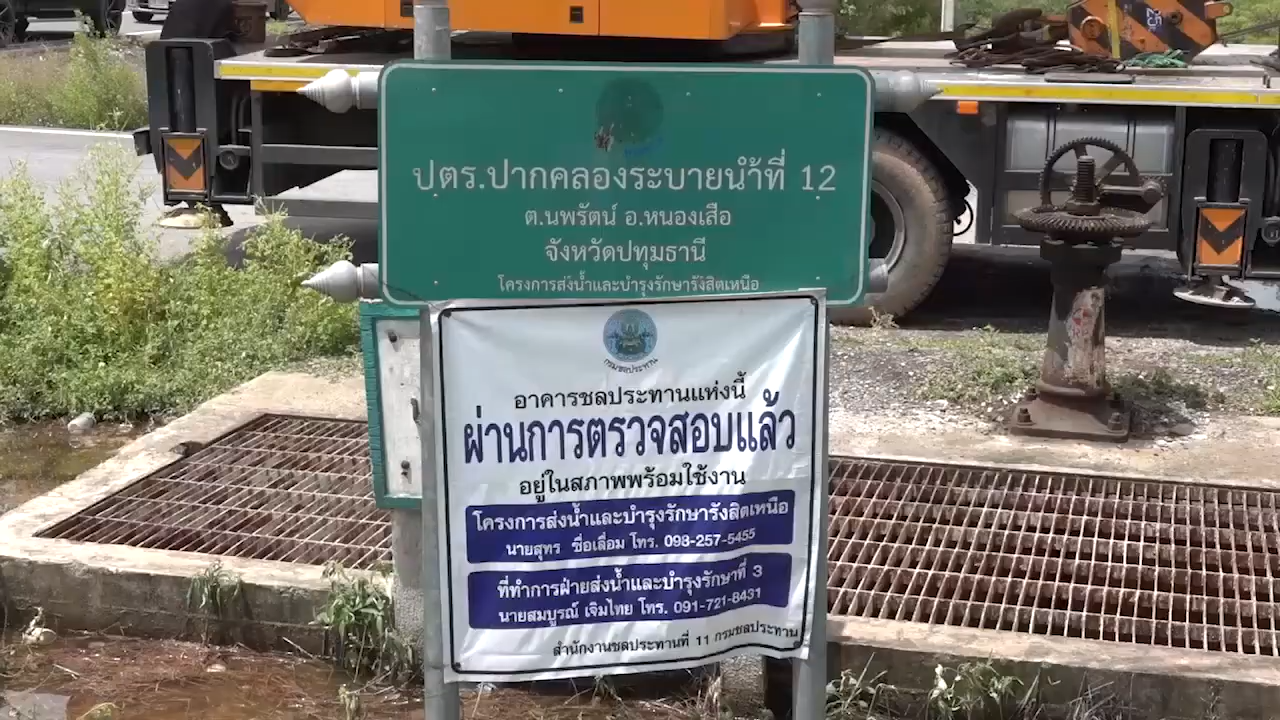 ปตร.ปากคลองระบายน้ำที่ 12
ต.นพรัตน์ อ.หนองเสือ
จังหวัดปทุมธานี
โครงการส่งน้ำและบำรุงรักษารังสิตเหนือ
กรมชลประทาน
อาคารชลประทานแห่งนี้
ผ่านการตรวจสอบแล้ว
อยู่ในสภาพพร้อมใช้งาน
โครงการส่งน้ำและบำรุงรักษารังสิตเหนือ
นายสุทร ซื่อเลื่อม โทร. 098-257-5455
ที่ทำการฝ่ายส่งน้ำและบำรุงรักษาที่ 3
นายสมบูรณ์ เจิมไทย โทร. 091-721-8431
สำนักงานชลประทานที่ 11 กรมชลประทาน